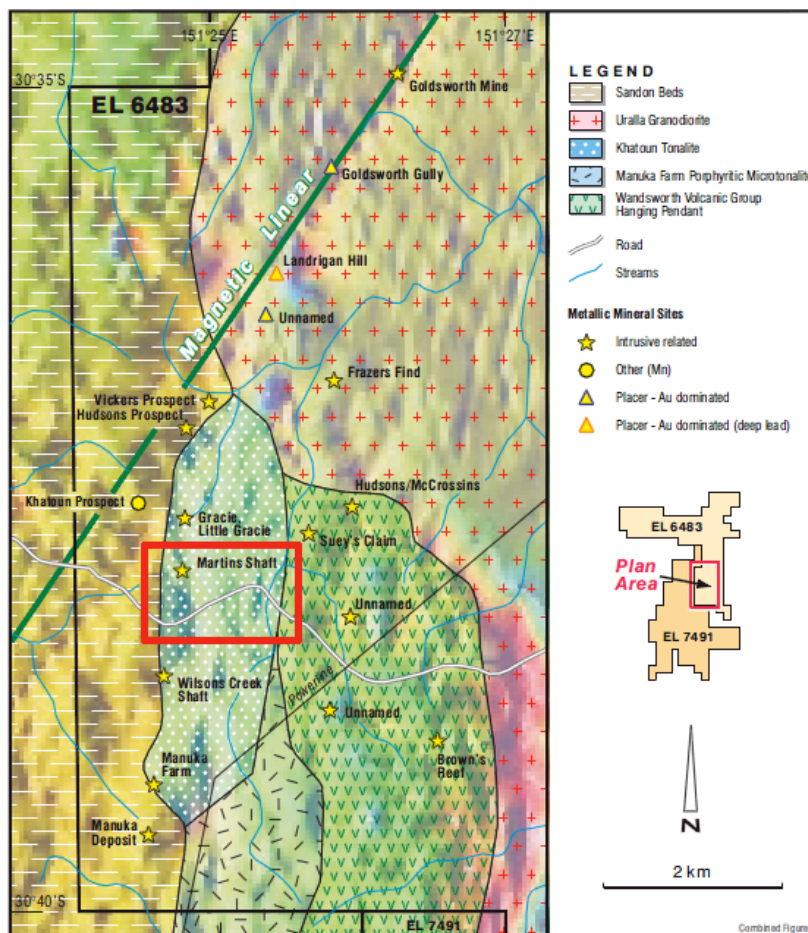 151°25'E
151°27'E
30°35'S
EL 6483
Goldsworth Mine
Goldsworth Gully
Magnetic Linear
Landrigan Hill
Unnamed
Frazers Find
Vickers Prospect
Hudsons Prospect
Hudsons/McCrossins
Khatoun Prospect
Gracie,
Little Gracie
Suey's Claim
Martins Shaft
Unnamed
Wilsons Creek
Shaft
Powerline
Unnamed
Brown's
Reef
Manuka
Farm
Manuka
Deposit
30°40'S
EL 7491
LEGEND
Sandon Beds
Uralla Granodiorite
Khatoun Tonalite
Manuka Farm Porphyritic Microtonalite
Wandsworth Volcanic Group
Hanging Pendant
Road
Streams
Metallic Mineral Sites
Intrusive related
Other (Mn)
Placer - Au dominated
Placer - Au dominated (deep lead)
EL 6483
Plan
Area
EL 7491
N
2 km
Combined Figure